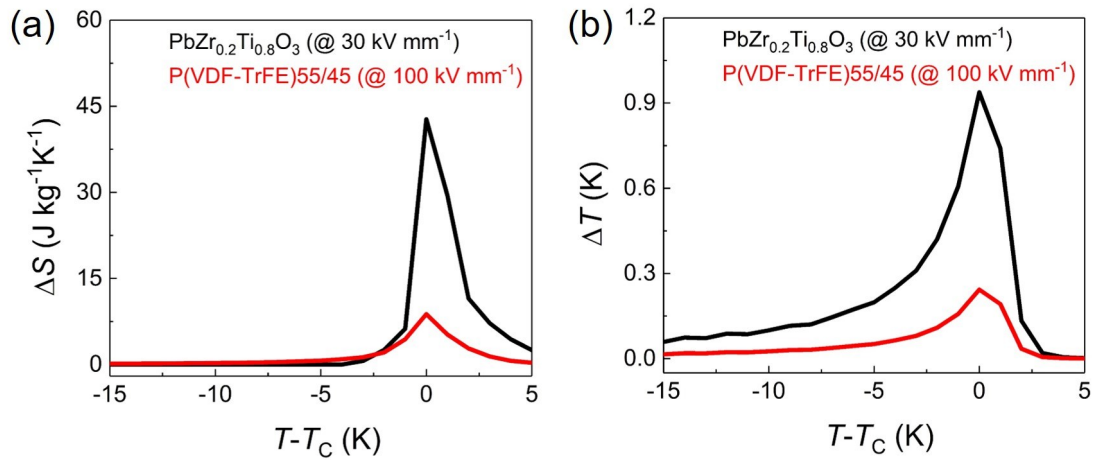 (a)
60
45
30
15
0
ΔS (J kg⁻¹K⁻¹)
PbZr₀.₂Ti₀.₈O₃ (@ 30 kV mm⁻¹)
P(VDF-TrFE)55/45 (@ 100 kV mm⁻¹)
-15 -10 -5 0 5
T-T_C (K)
(b)
1.2
0.9
0.6
0.3
0.0
ΔT (K)
PbZr₀.₂Ti₀.₈O₃ (@ 30 kV mm⁻¹)
P(VDF-TrFE)55/45 (@ 100 kV mm⁻¹)
-15 -10 -5 0 5
T-T_C (K)